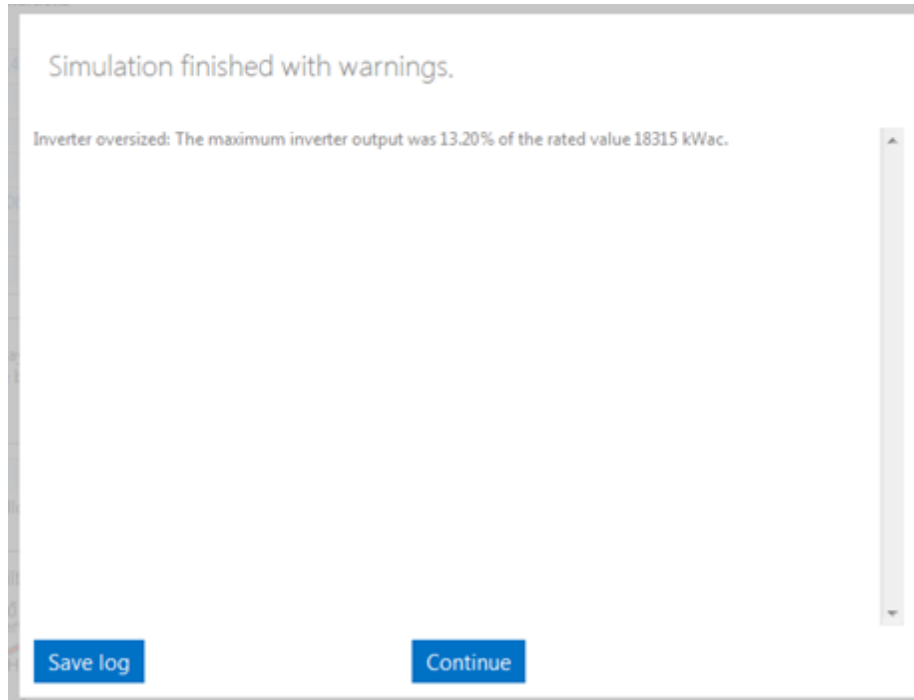 Simulation finished with warnings.
Inverter oversized: The maximum inverter output was 13.20% of the rated value 18315 kWac.
Save log
Continue